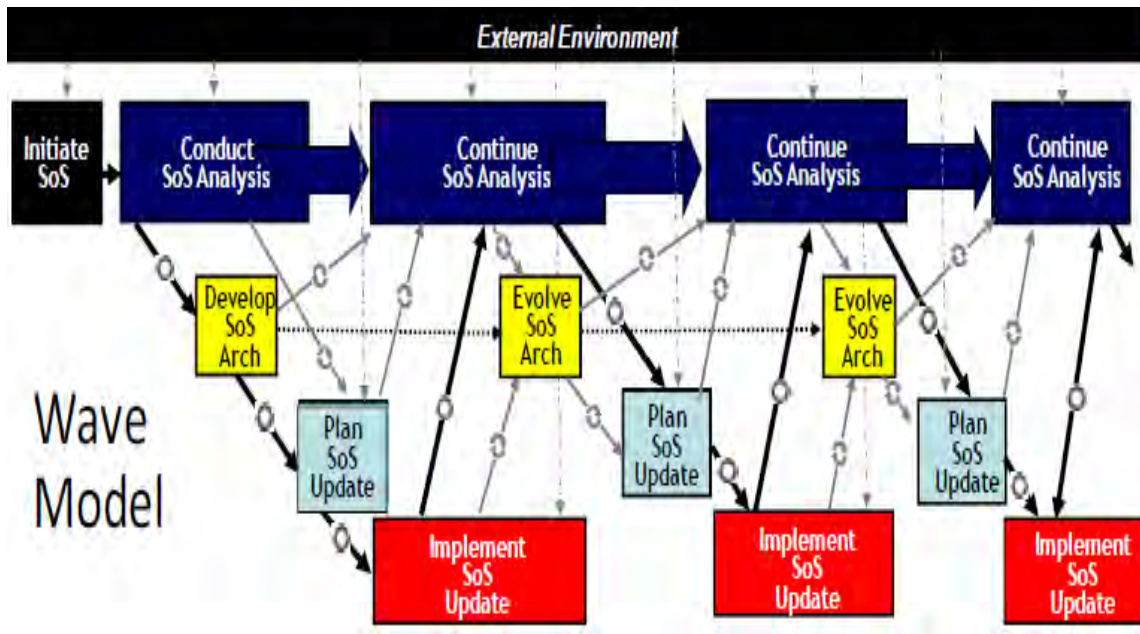 External Environment
Initiate
SoS
Conduct
SoS Analysis
Continue
SoS Analysis
Continue
SoS Analysis
Continue
SoS Analysis
Develop
SoS
Arch
Evolve
SoS
Arch
Evolve
SoS
Arch
Wave
Model
Plan
SoS
Update
Plan
SoS
Update
Plan
SoS
Update
Implement
SoS
Update
Implement
SoS
Update
Implement
SoS
Update